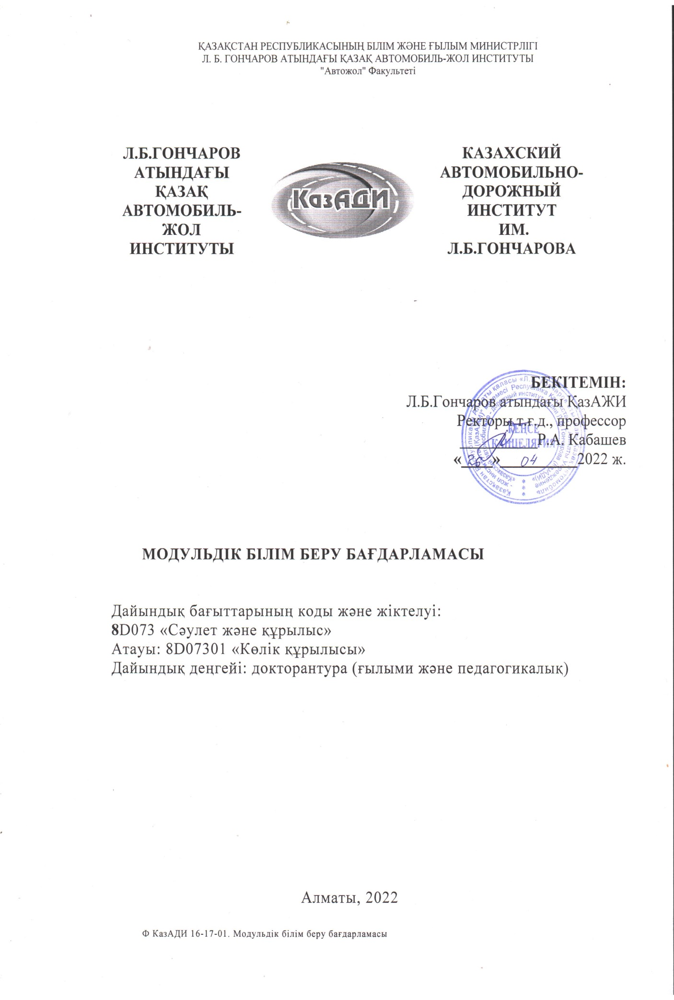 ҚАЗАҚСТАН РЕСПУБЛИКАСЫНЫҢ БІЛІМ ЖӘНЕ ҒЫЛЫМ МИНИСТРЛІГІ
Л. Б. ГОНЧАРОВ АТЫНДАҒЫ ҚАЗАҚ АВТОМОБИЛЬ-ЖОЛ ИНСТИТУТЫ
"Автожол" Факультеті
Л.Б.ГОНЧАРОВ
АТЫНДАҒЫ
ҚАЗАҚ
АВТОМОБИЛЬ-
ЖОЛ
ИНСТИТУТЫ
КазАДИ
КАЗАХСКИЙ
АВТОМОБИЛЬНО-
ДОРОЖНЫЙ
ИНСТИТУТ
ИМ.
Л.Б.ГОНЧАРОВА
БЕКІТЕМІН:
Л.Б.Гончаров атындағы ҚазАЖИ
Ректоры т.ғ.д., профессор
Р.А. Кабашев
«26» 04 2022 ж.
КЕҢСЕ
КАНЦЕЛЯРИЯ
МОДУЛЬДІК БІЛІМ БЕРУ БАҒДАРЛАМАСЫ
Дайындық бағыттарының коды және жіктелуі:
8D073 «Сәулет және құрылыс»
Атауы: 8D07301 «Көлік құрылысы»
Дайындық деңгейі: докторантура (ғылыми және педагогикалық)
Алматы, 2022
Ф КазАДИ 16-17-01. Модульдік білім беру бағдарламасы